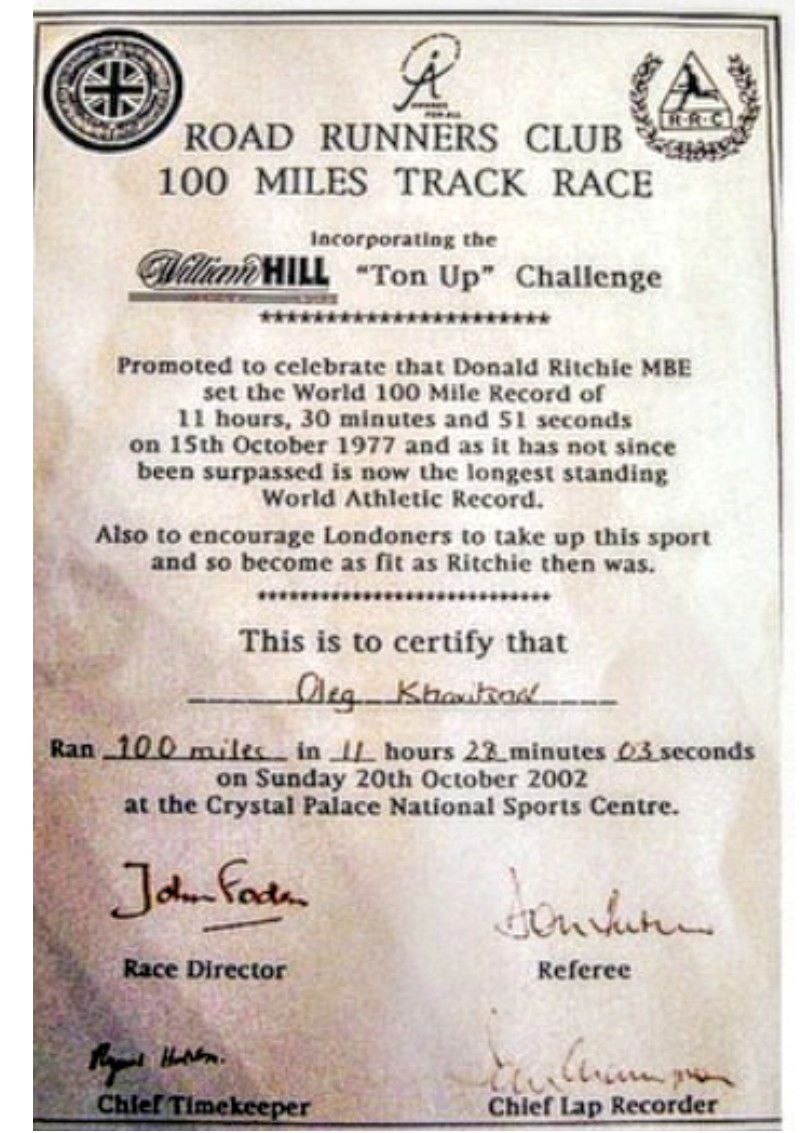 AWARDS
FOR ALL
R·R·C
ROAD RUNNERS CLUB
100 MILES TRACK RACE
Incorporating the
William HILL "Ton Up" Challenge
***********************
Promoted to celebrate that Donald Ritchie MBE
set the World 100 Mile Record of
11 hours, 30 minutes and 51 seconds
on 15th October 1977 and as it has not since
been surpassed is now the longest standing
World Athletic Record.
Also to encourage Londoners to take up this sport
and so become as fit as Ritchie then was.
****************************
This is to certify that
Oleg
Ran 100 miles in 11 hours 28 minutes 03 seconds
on Sunday 20th October 2002
at the Crystal Palace National Sports Centre.
John Foden
Race Director
Referee
Chief Timekeeper
Chief Lap Recorder